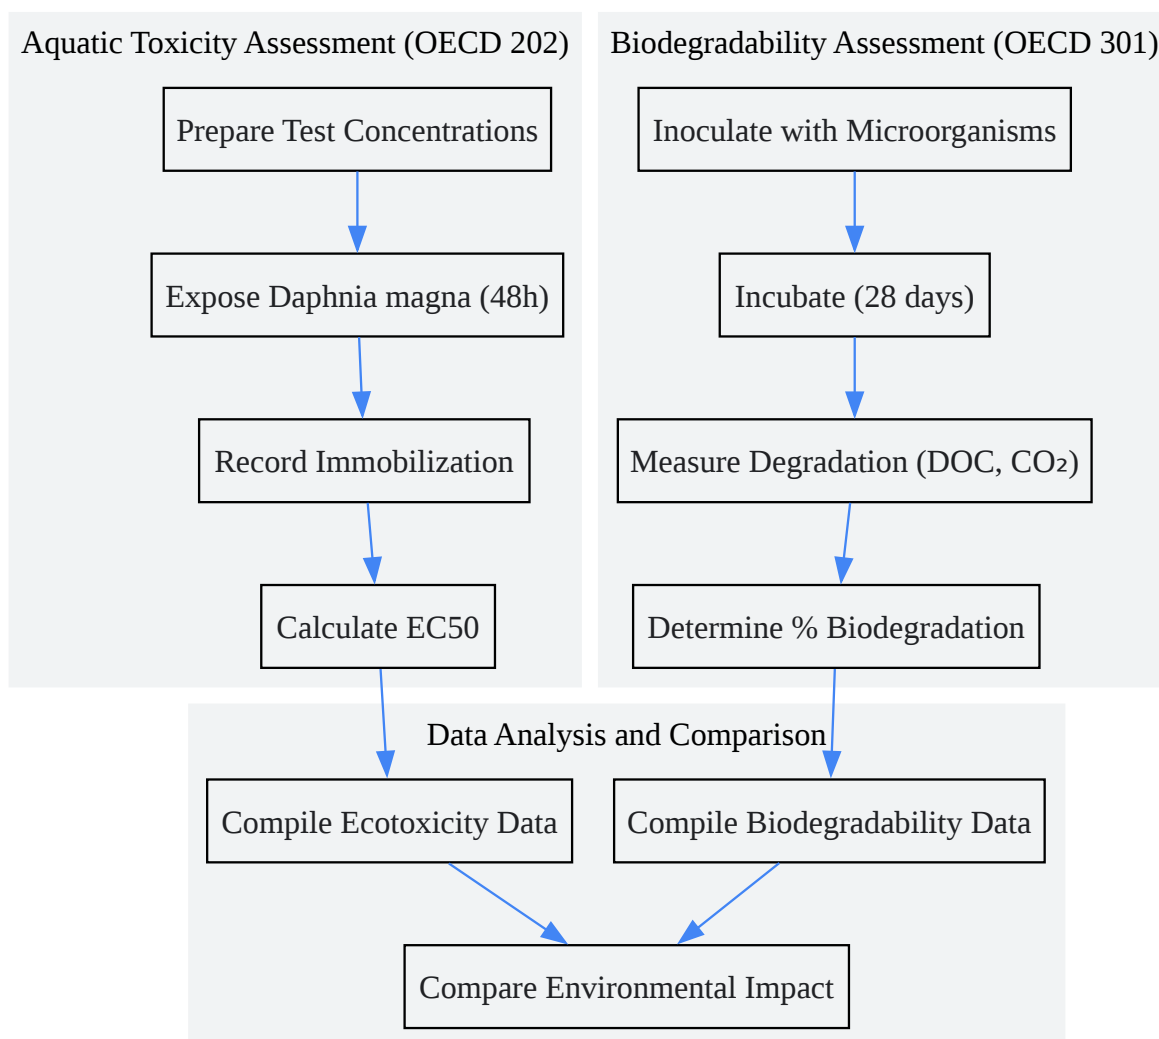 Aquatic Toxicity Assessment (OECD 202)
Prepare Test Concentrations
Expose Daphnia magna (48h)
Record Immobilization
Calculate EC50
Biodegradability Assessment (OECD 301)
Inoculate with Microorganisms
Incubate (28 days)
Measure Degradation (DOC, CO₂)
Determine % Biodegradation
Data Analysis and Comparison
Compile Ecotoxicity Data
Compile Biodegradability Data
Compare Environmental Impact